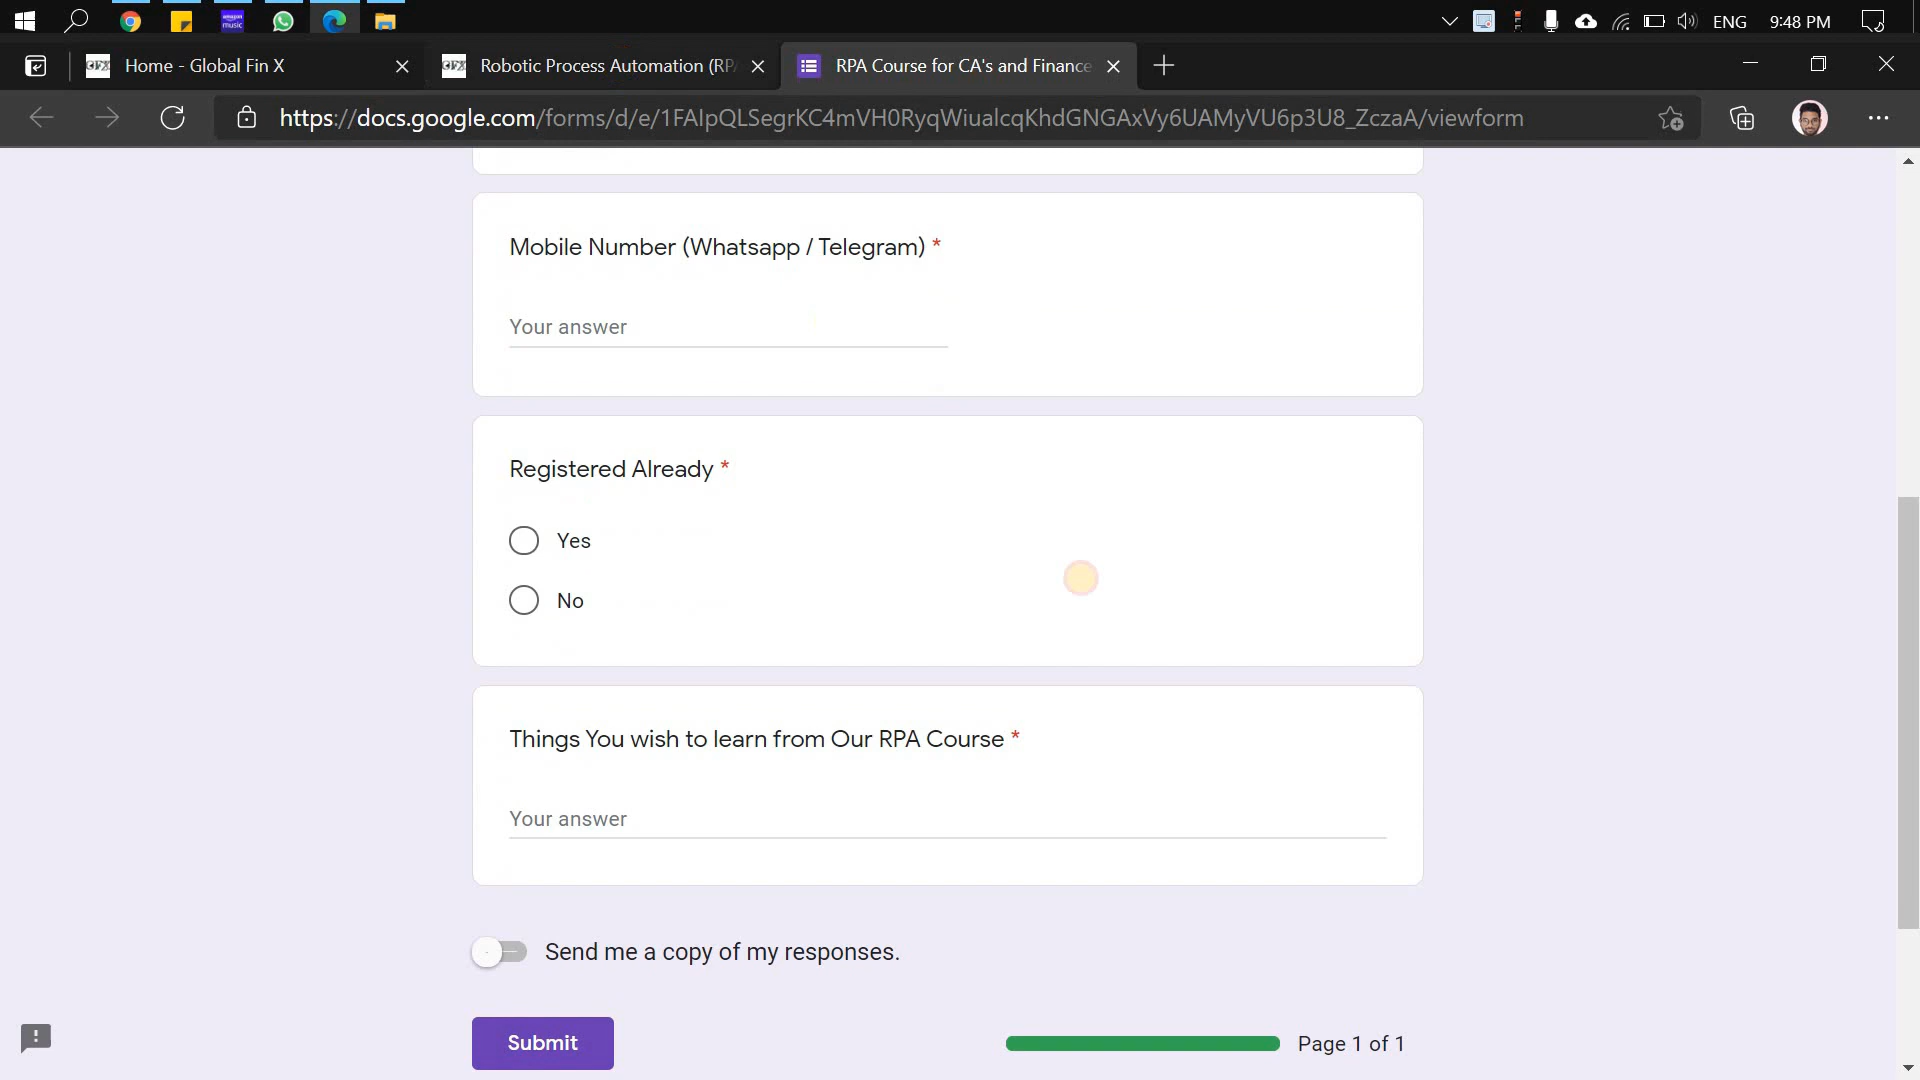 ENG
9:48 PM
Home - Global Fin X
Robotic Process Automation (RPA
RPA Course for CA's and Finance
https://docs.google.com/forms/d/e/1FAIpQLSegrKC4mVH0RyqWiualcqKhdGNGAxVy6UAMyVU6p3U8_ZczaA/viewform
Mobile Number (Whatsapp / Telegram) *
Your answer
Registered Already *
Yes
No
Things You wish to learn from Our RPA Course *
Your answer
Send me a copy of my responses.
Submit
Page 1 of 1